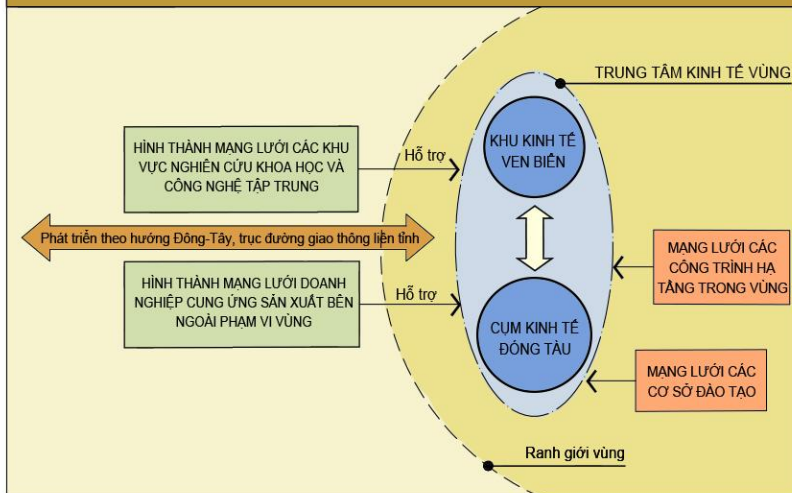 TRUNG TÂM KINH TẾ VÙNG
KHU KINH TẾ
VEN BIỂN
HÌNH THÀNH MẠNG LƯỚI CÁC KHU
VỰC NGHIÊN CỨU KHOA HỌC VÀ
CÔNG NGHỆ TẬP TRUNG
Hỗ trợ
Phát triển theo hướng Đông-Tây, trục đường giao thông liện tỉnh
MẠNG LƯỚI CÁC
CÔNG TRÌNH HẠ
TẦNG TRONG VÙNG
HÌNH THÀNH MẠNG LƯỚI DOANH
NGHIỆP CUNG ỨNG SẢN XUẤT BÊN
NGOÀI PHẠM VI VÙNG
Hỗ trợ
CỤM KINH TẾ
ĐÓNG TÀU
MẠNG LƯỚI CÁC
CƠ SỞ ĐÀO TẠO
Ranh giới vùng